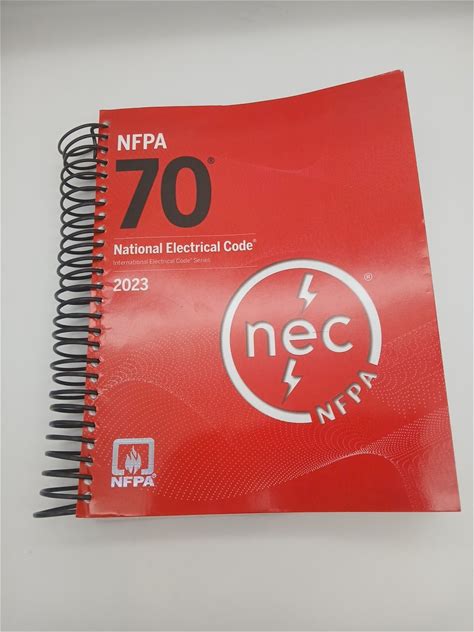 NFPA
70®
National Electrical Code®
International Electrical Code® Series
2023
nec®
NFPA
NFPA®